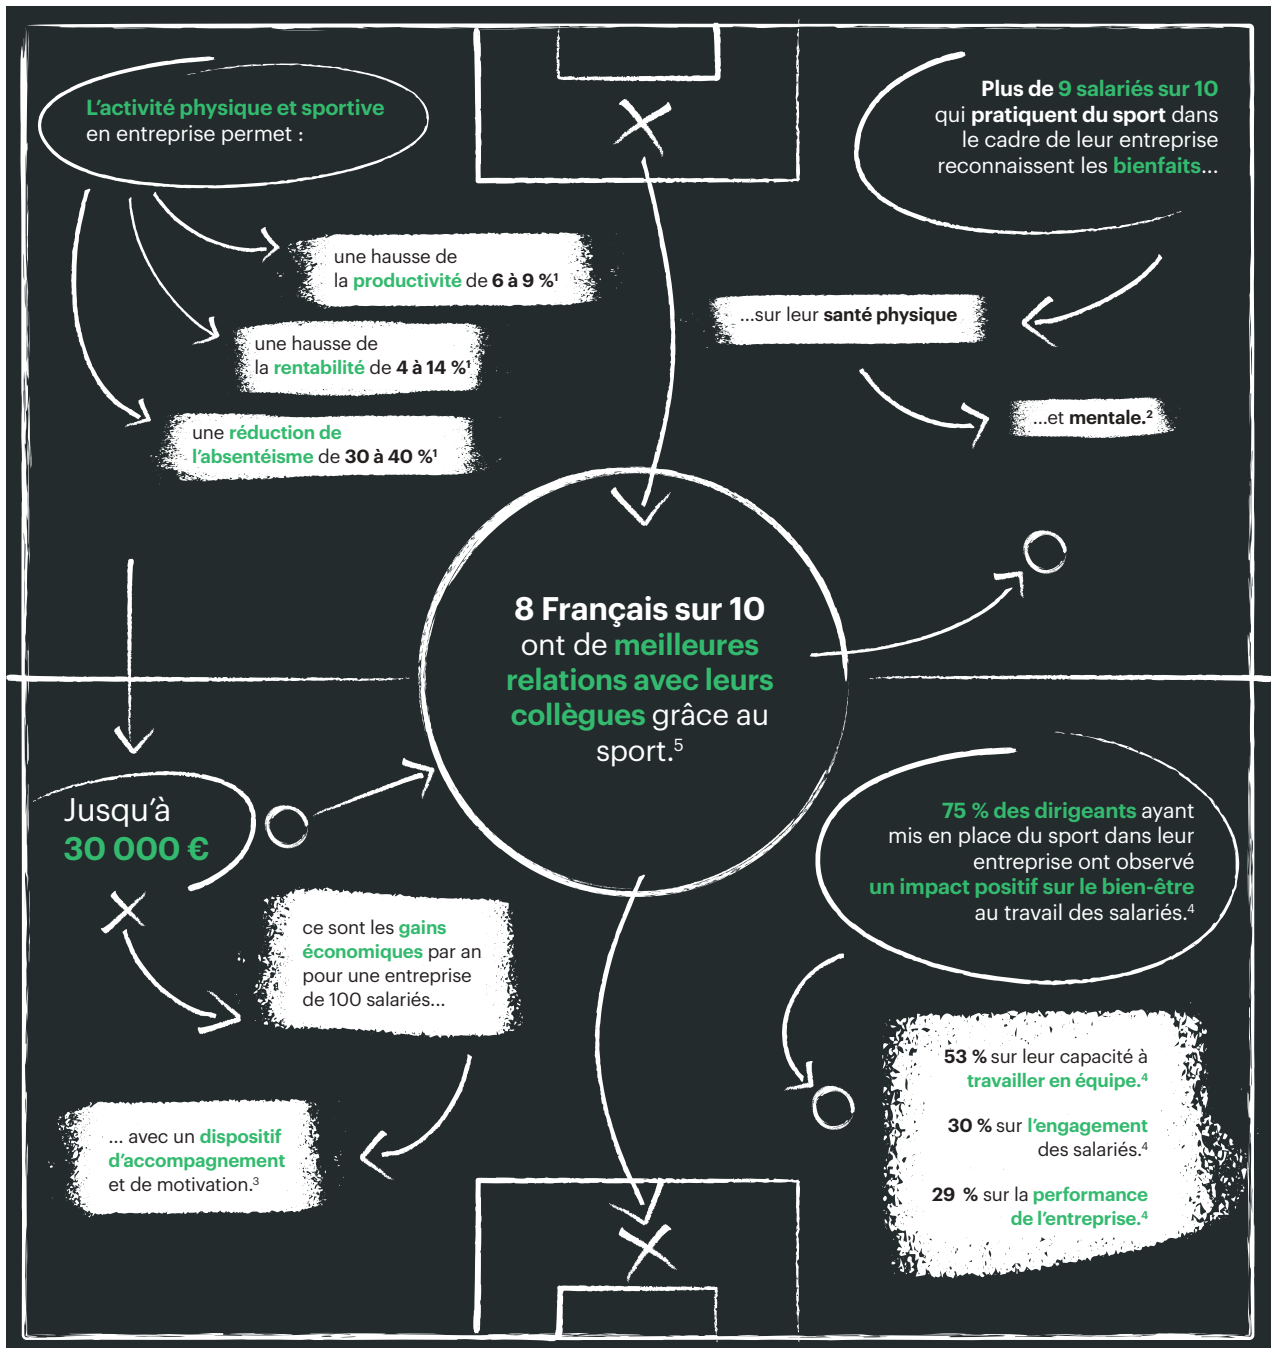 L’activité physique et sportive
en entreprise permet :
une hausse de
la productivité de 6 à 9 %¹
une hausse de
la rentabilité de 4 à 14 %¹
une réduction de
l’absentéisme de 30 à 40 %¹
Plus de 9 salariés sur 10
qui pratiquent du sport dans
le cadre de leur entreprise
reconnaissent les bienfaits...
...sur leur santé physique
...et mentale.²
8 Français sur 10
ont de meilleures
relations avec leurs
collègues grâce au
sport.⁵
Jusqu’à
30 000 €
ce sont les gains
économiques par an
pour une entreprise
de 100 salariés...
... avec un dispositif
d’accompagnement
et de motivation.³
75 % des dirigeants ayant
mis en place du sport dans leur
entreprise ont observé
un impact positif sur le bien-être
au travail des salariés.⁴
53 % sur leur capacité à
travailler en équipe.⁴
30 % sur l’engagement
des salariés.⁴
29 % sur la performance
de l’entreprise.⁴